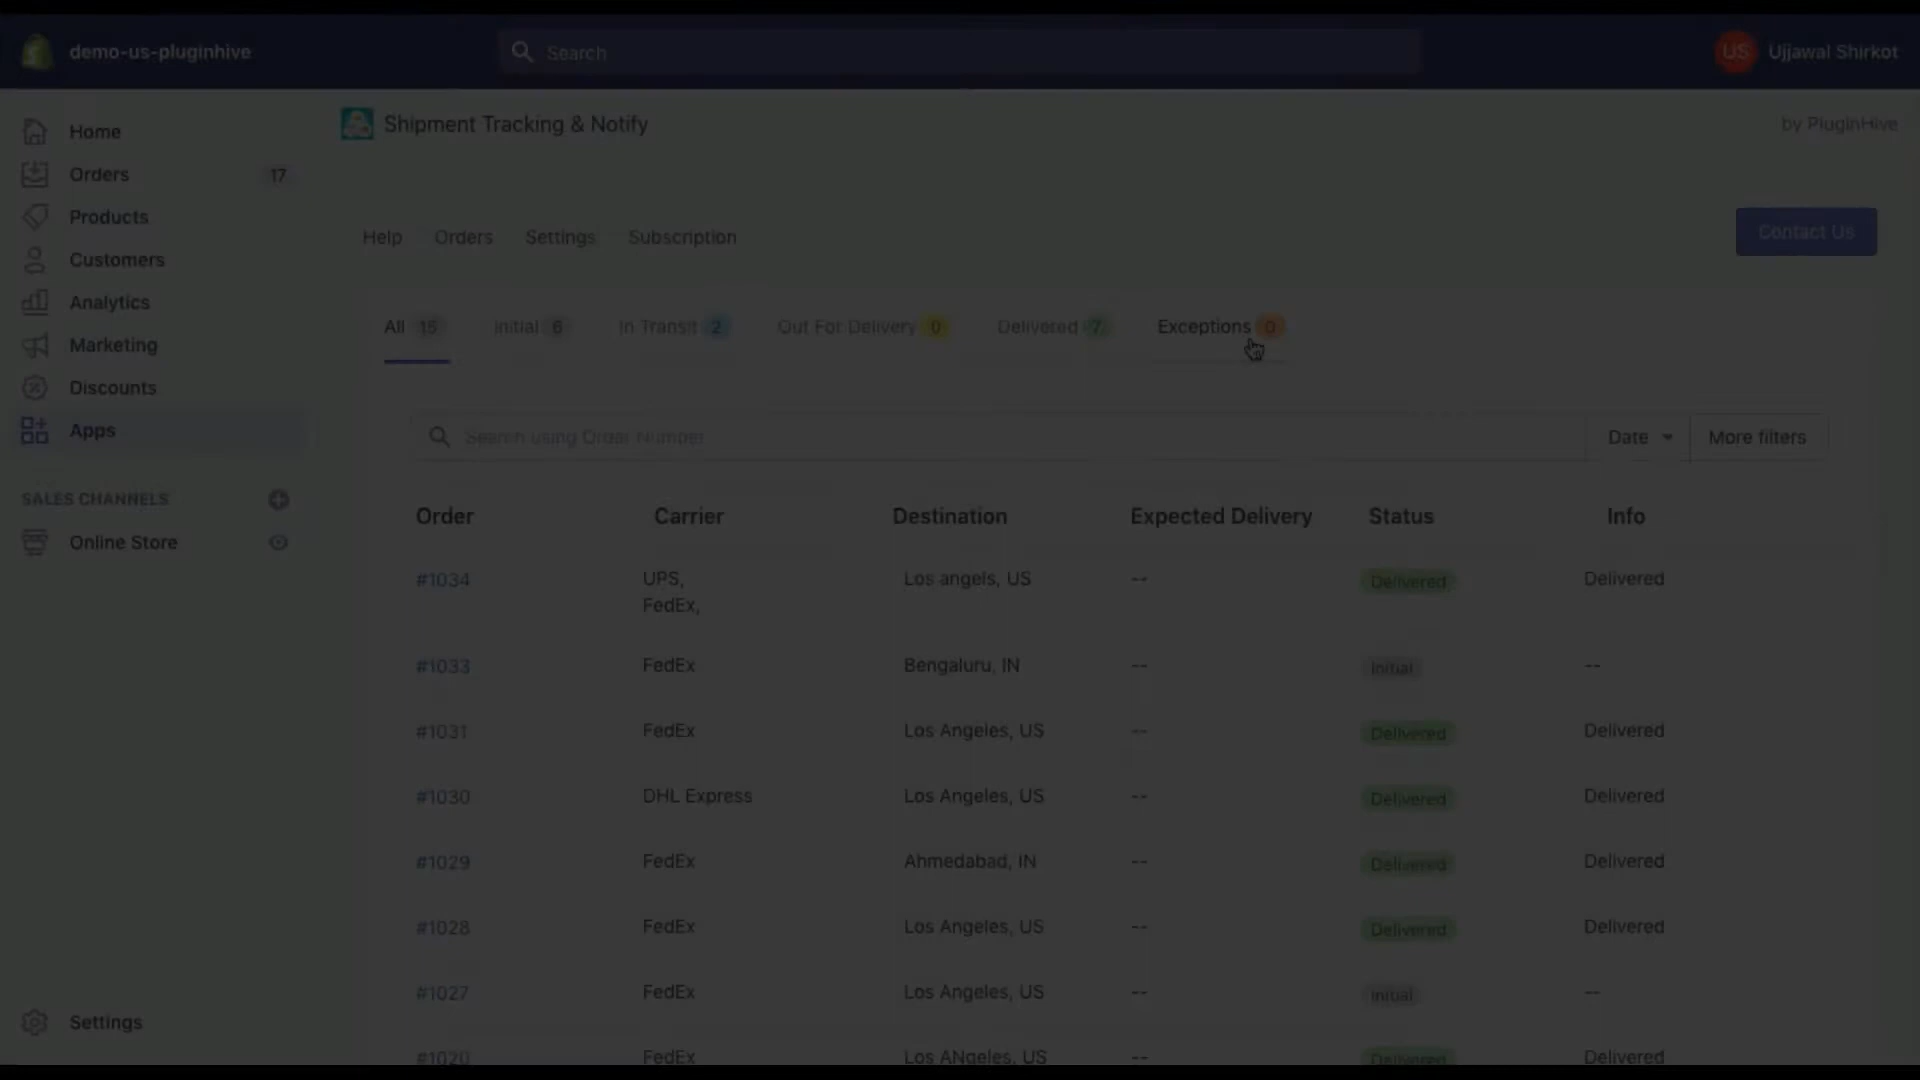 demo-us-pluginhive
Search
US Ujjawal Shirkot
Home
Orders 17
Products
Customers
Analytics
Marketing
Discounts
Apps
SALES CHANNELS
Online Store
Settings
Shipment Tracking & Notify
by PluginHive
Help Orders Settings Subscription
Contact Us
All 15 Initial 6 In Transit 2 Out For Delivery 0 Delivered 7 Exceptions 0
Search using Order Number
Date More filters
Order Carrier Destination Expected Delivery Status Info
#1034 UPS, Los angels, US -- Delivered Delivered
FedEx,
#1033 FedEx Bengaluru, IN -- Initial --
#1031 FedEx Los Angeles, US -- Delivered Delivered
#1030 DHL Express Los Angeles, US -- Delivered Delivered
#1029 FedEx Ahmedabad, IN -- Delivered Delivered
#1028 FedEx Los Angeles, US -- Delivered Delivered
#1027 FedEx Los Angeles, US -- Initial --
#1020 FedEx Los ANgeles, US -- Delivered Delivered